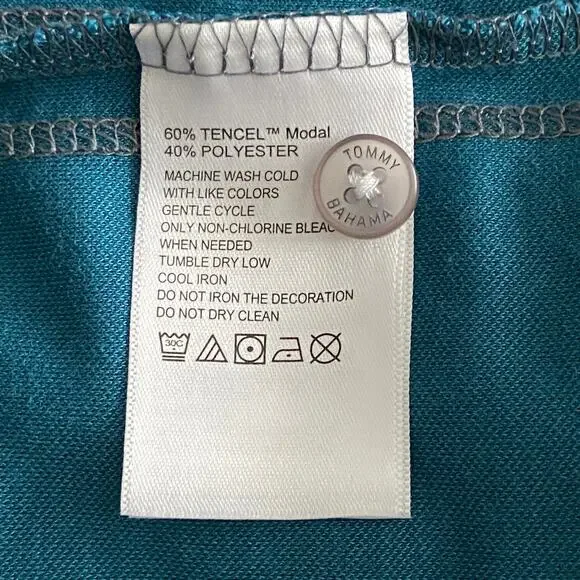 60% TENCEL™ Modal
40% POLYESTER
MACHINE WASH COLD
WITH LIKE COLORS
GENTLE CYCLE
ONLY NON-CHLORINE BLEAC
WHEN NEEDED
TUMBLE DRY LOW
COOL IRON
DO NOT IRON THE DECORATION
DO NOT DRY CLEAN
30C
TOMMY
BAHAMA